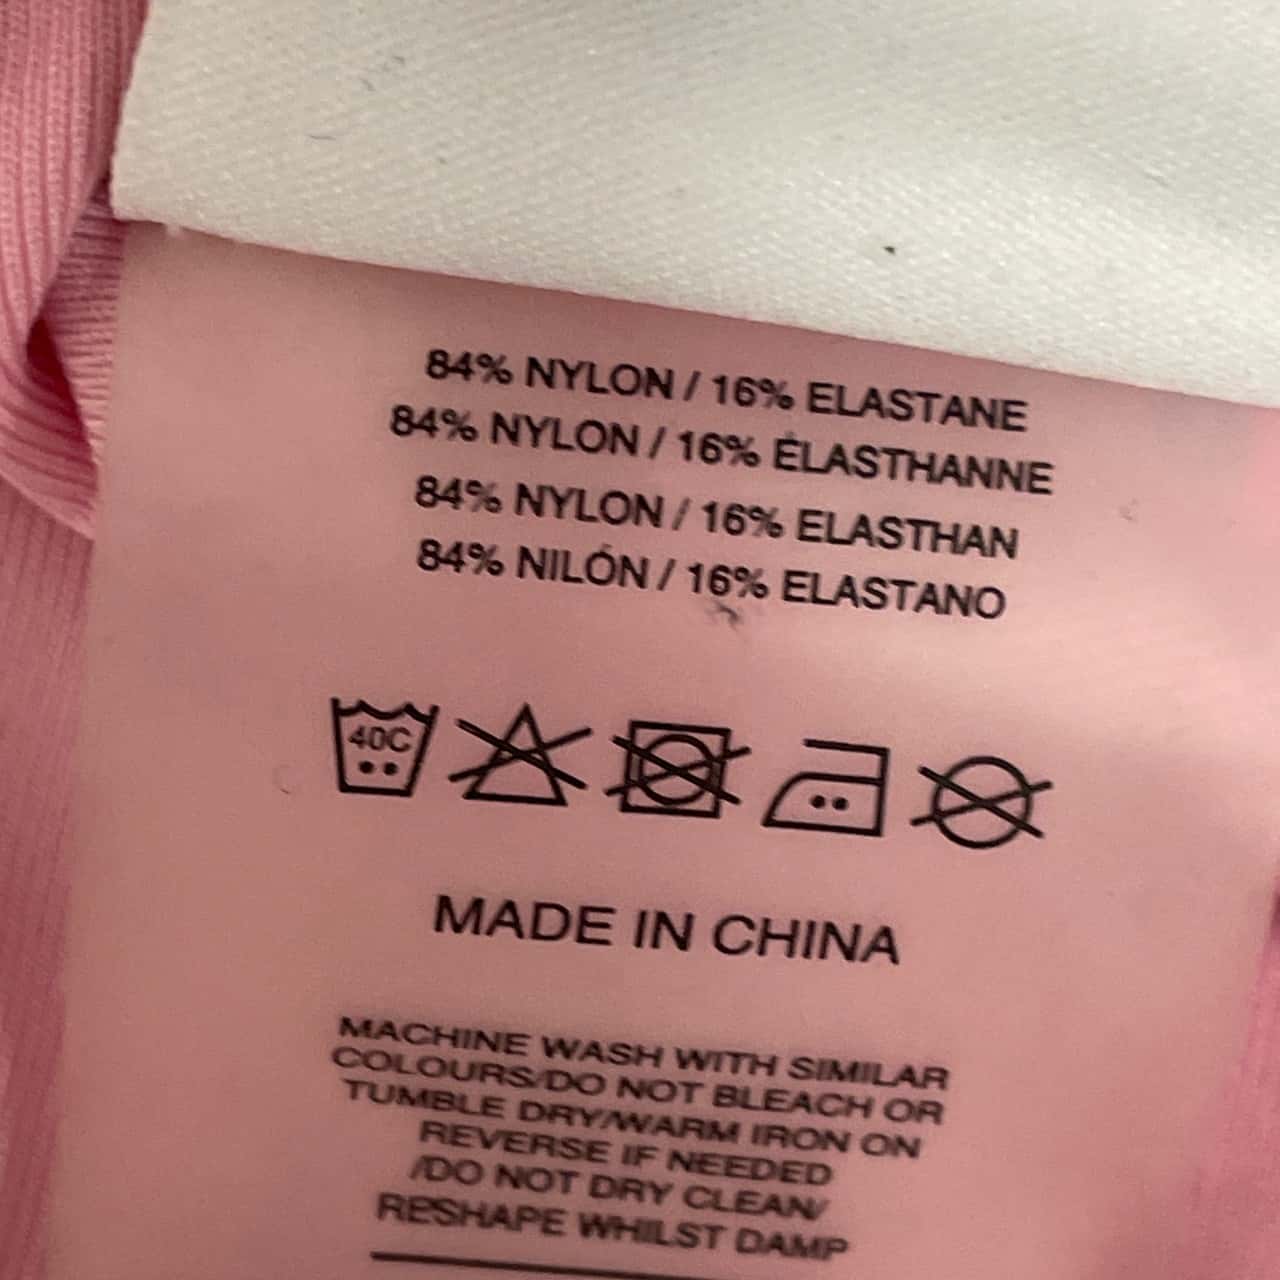 84% NYLON / 16% ELASTANE
84% NYLON / 16% ÉLASTHANNE
84% NYLON / 16% ELASTHAN
84% NILÓN / 16% ELASTANO
40C
MADE IN CHINA
MACHINE WASH WITH SIMILAR
COLOURS/DO NOT BLEACH OR
TUMBLE DRY/WARM IRON ON
REVERSE IF NEEDED
/DO NOT DRY CLEAN/
RESHAPE WHILST DAMP